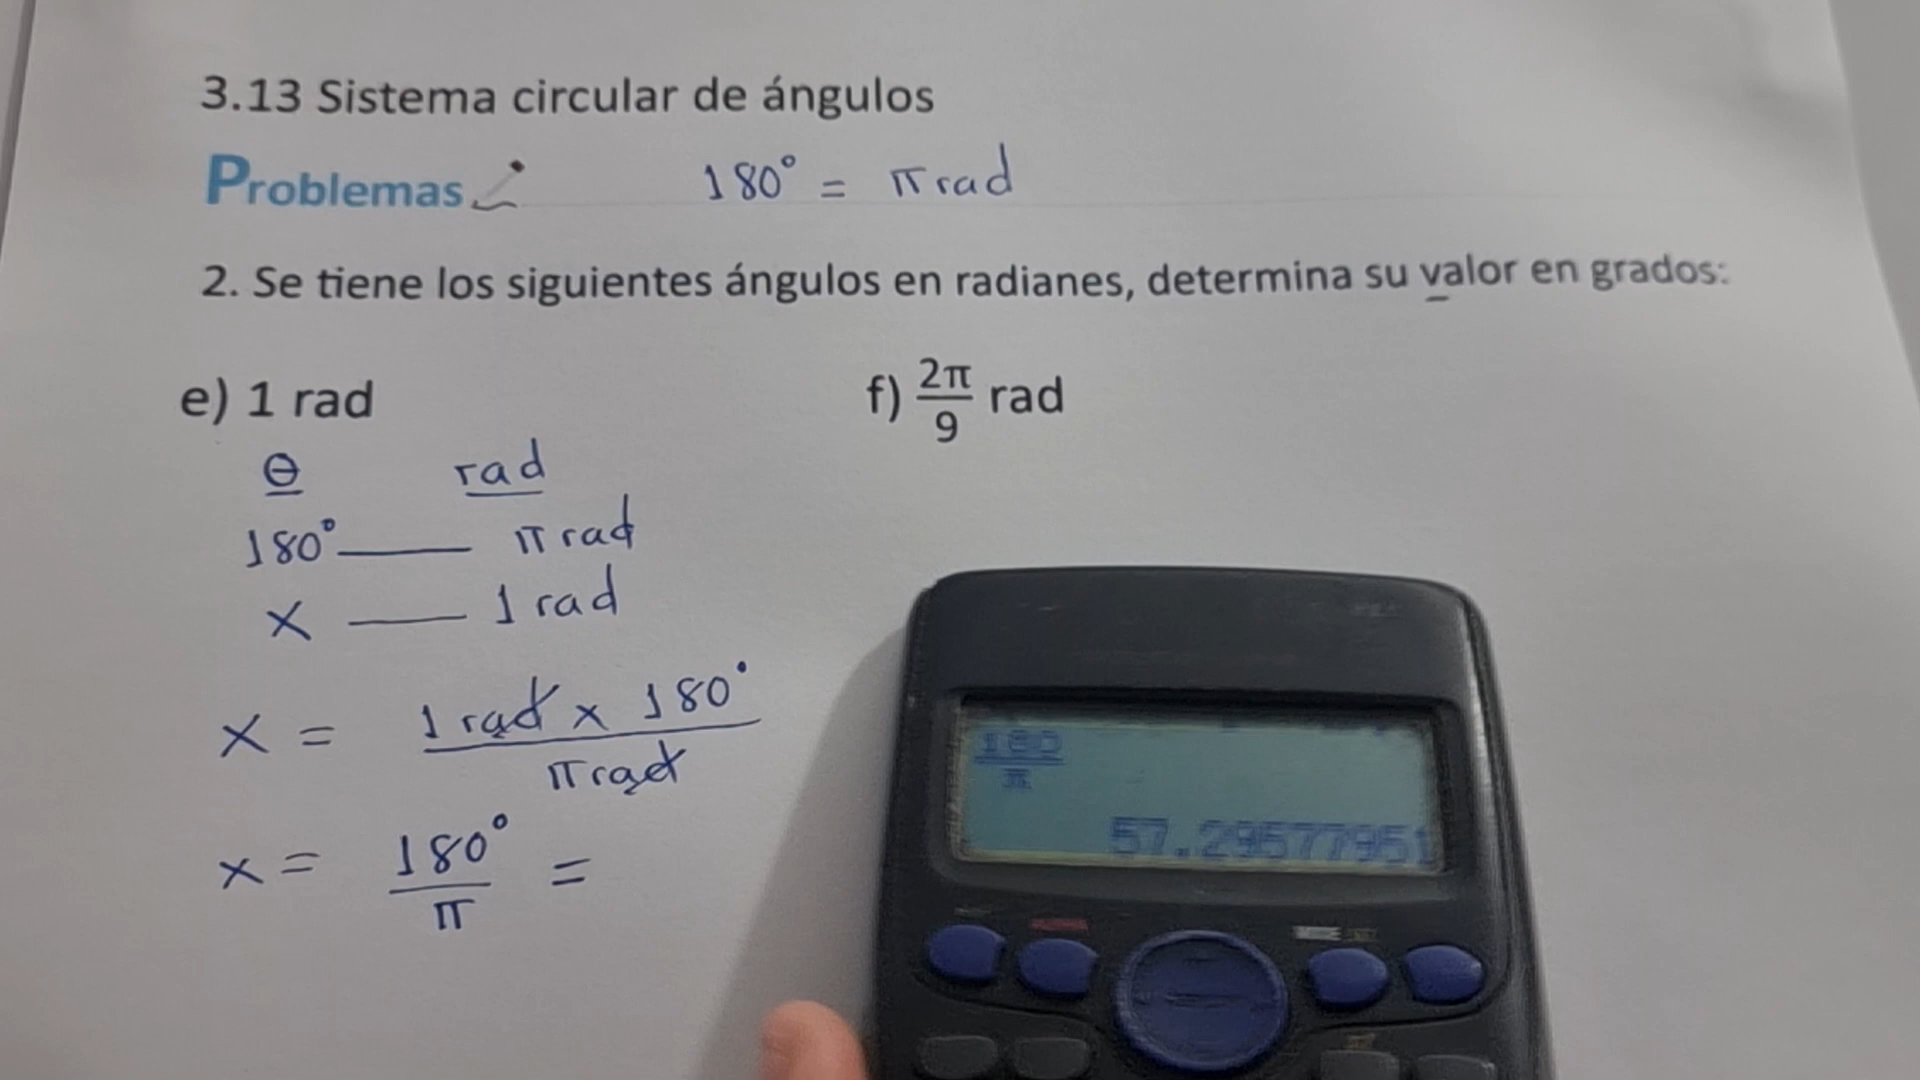 3.13 Sistema circular de ángulos
Problemas 180° = π rad
2. Se tiene los siguientes ángulos en radianes, determina su valor en grados:
e) 1 rad
θ rad
180° — π rad
x — 1 rad
x = 1 rad x 180° / π rad
x = 180° / π =
f) 2π/9 rad
180/π
57.29577951